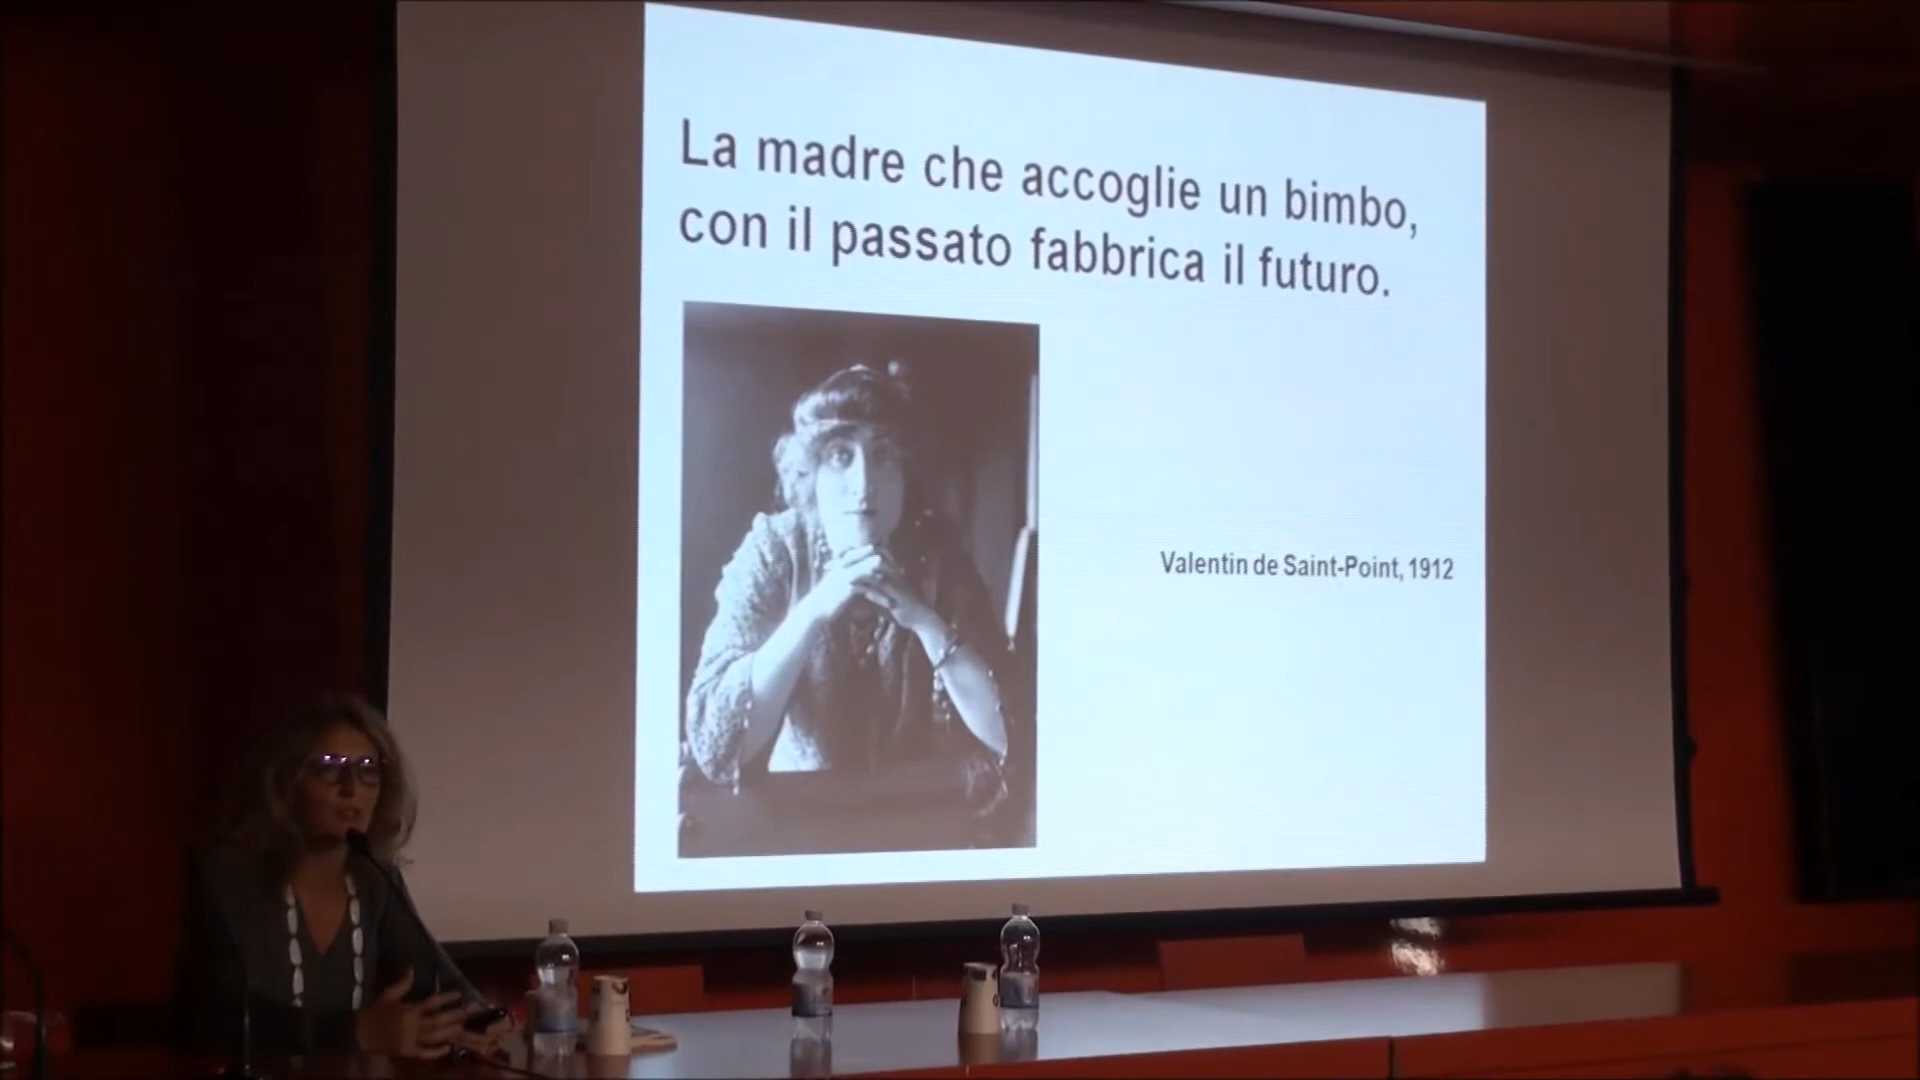 La madre che accoglie un bimbo,
con il passato fabbrica il futuro.
Valentin de Saint-Point, 1912